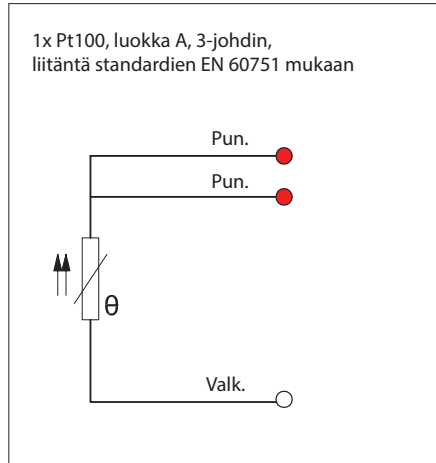 1x Pt100, luokka A, 3-johdin,
liitäntä standardien EN 60751 mukaan
Pun.
Pun.
θ
Valk.